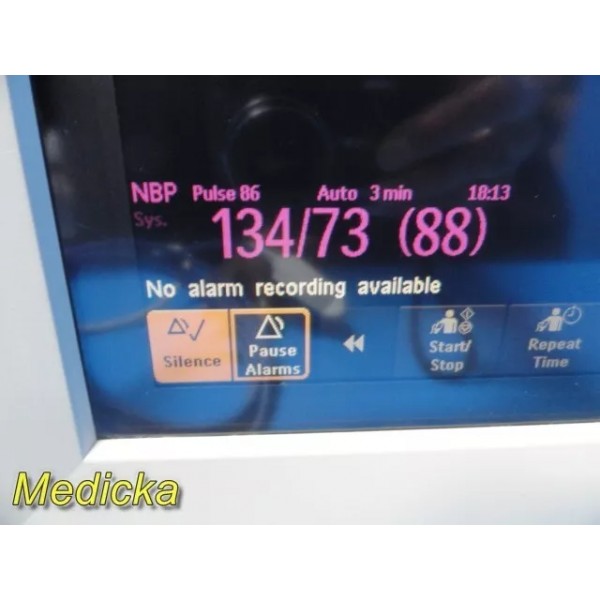 NBP Pulse 86 Auto 3 min 18:13
Sys.
134/73 (88)
No alarm recording available
Silence
Pause
Alarms
Start/
Stop
Repeat
Time
Medicka